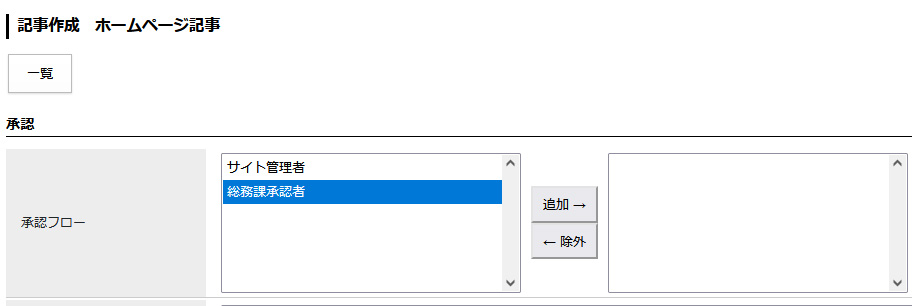 記事作成　ホームページ記事
一覧
承認
承認フロー
サイト管理者
総務課承認者
追加 →
← 除外